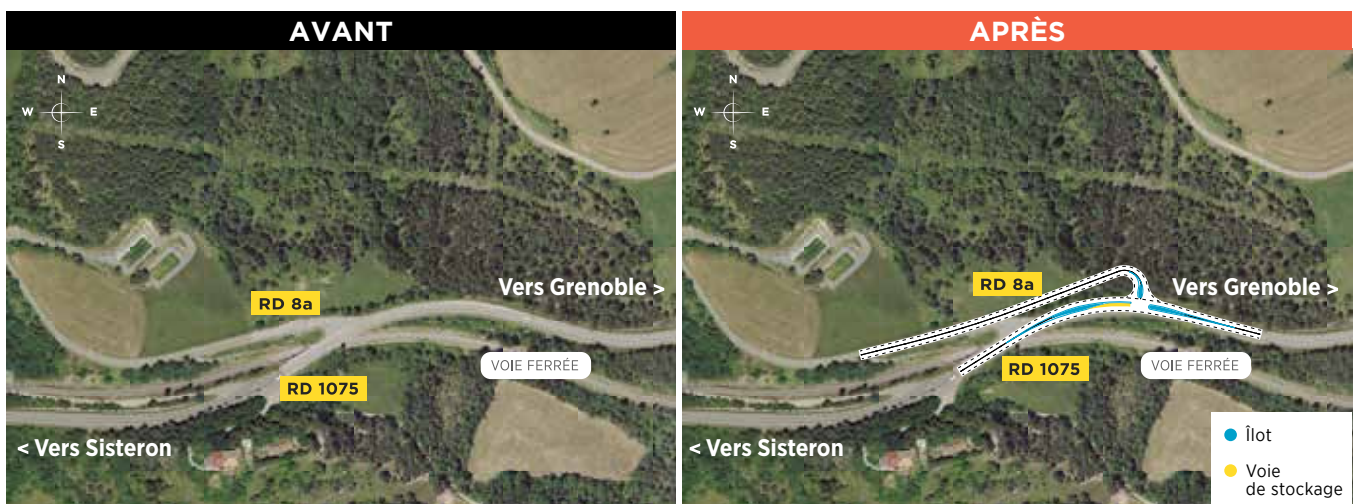 AVANT
N
W E
S
RD 8a
Vers Grenoble >
VOIE FERRÉE
RD 1075
< Vers Sisteron
APRÈS
N
W E
S
RD 8a
Vers Grenoble >
VOIE FERRÉE
RD 1075
< Vers Sisteron
Îlot
Voie
de stockage